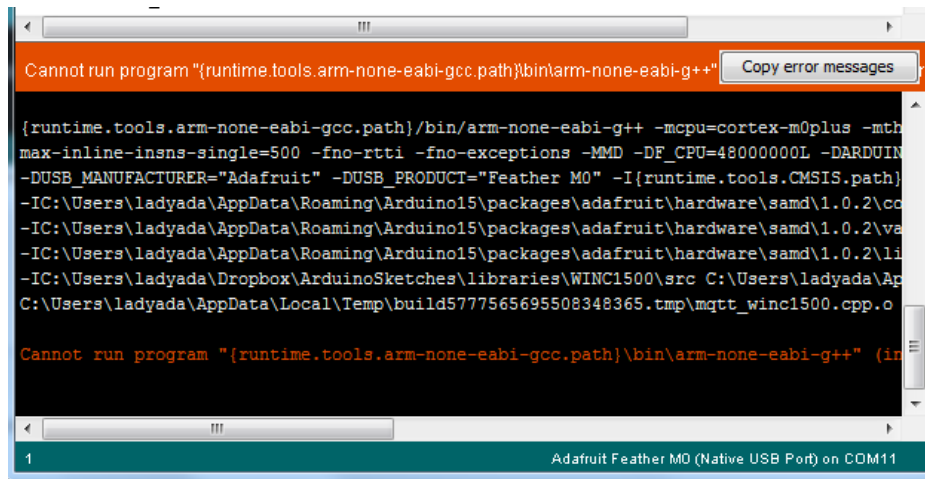 Cannot run program "{runtime.tools.arm-none-eabi-gcc.path}\bin\arm-none-eabi-g++"
Copy error messages
{runtime.tools.arm-none-eabi-gcc.path}/bin/arm-none-eabi-g++ -mcpu=cortex-m0plus -mth
max-inline-insns-single=500 -fno-rtti -fno-exceptions -MMD -DF_CPU=48000000L -DARDUIN
-DUSB_MANUFACTURER="Adafruit" -DUSB_PRODUCT="Feather M0" -I{runtime.tools.CMSIS.path}
-IC:\Users\ladyada\AppData\Roaming\Arduino15\packages\adafruit\hardware\samd\1.0.2\co
-IC:\Users\ladyada\AppData\Roaming\Arduino15\packages\adafruit\hardware\samd\1.0.2\va
-IC:\Users\ladyada\AppData\Roaming\Arduino15\packages\adafruit\hardware\samd\1.0.2\li
-IC:\Users\ladyada\Dropbox\ArduinoSketches\libraries\WINC1500\src C:\Users\ladyada\Ap
C:\Users\ladyada\AppData\Local\Temp\build5777565695508348365.tmp\mqtt_winc1500.cpp.o
Cannot run program "{runtime.tools.arm-none-eabi-gcc.path}\bin\arm-none-eabi-g++" (in
1
Adafruit Feather M0 (Native USB Port) on COM11